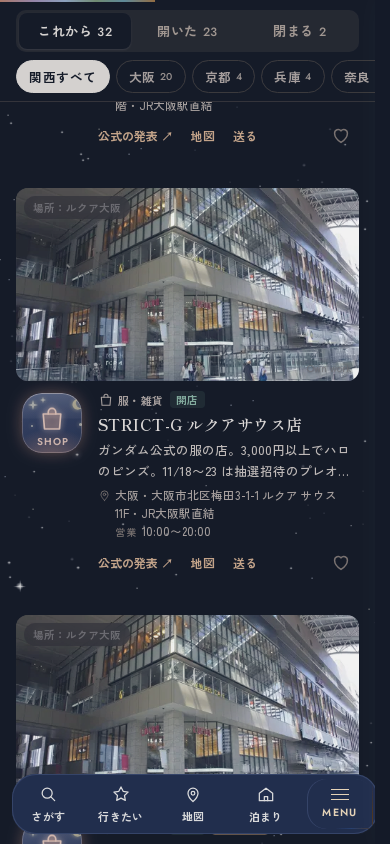 これから 32
開いた 23
閉まる 2
関西すべて
大阪 20
京都 4
兵庫 4
奈良
階・JR大阪駅直結
公式の発表 ↗ 地図 送る
場所：ルクア大阪
服・雑貨 開店
SHOP
STRICT-G ルクアサウス店
ガンダム公式の服の店。3,000円以上でハロ
のピンズ。11/18〜23 は抽選招待のプレオ…
大阪・大阪市北区梅田3-1-1 ルクア サウス
11F・JR大阪駅直結
営業 10:00〜20:00
公式の発表 ↗ 地図 送る
場所：ルクア大阪
さがす
行きたい
地図
泊まり
MENU